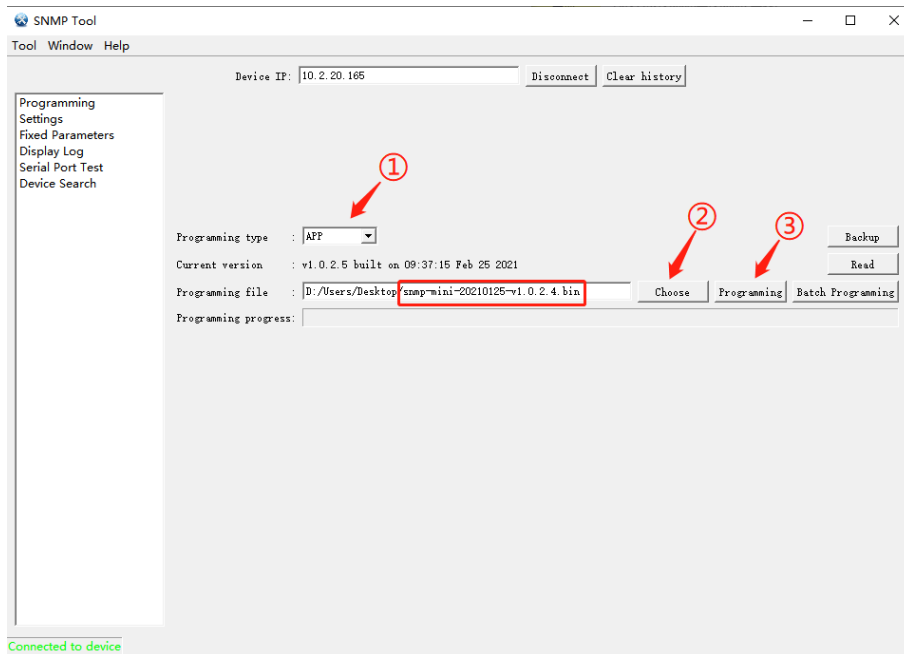 SNMP Tool
Tool Window Help
Device IP: 10.2.20.165 Disconnect Clear history
Programming
Settings
Fixed Parameters
Display Log
Serial Port Test
Device Search
①
②
③
Programming type : APP Backup
Current version : v1.0.2.5 built on 09:37:15 Feb 25 2021 Read
Programming file : D:/Users/Desktop/snmp-mini-20210125-v1.0.2.4.bin Choose Programming Batch Programming
Programming progress:
Connected to device